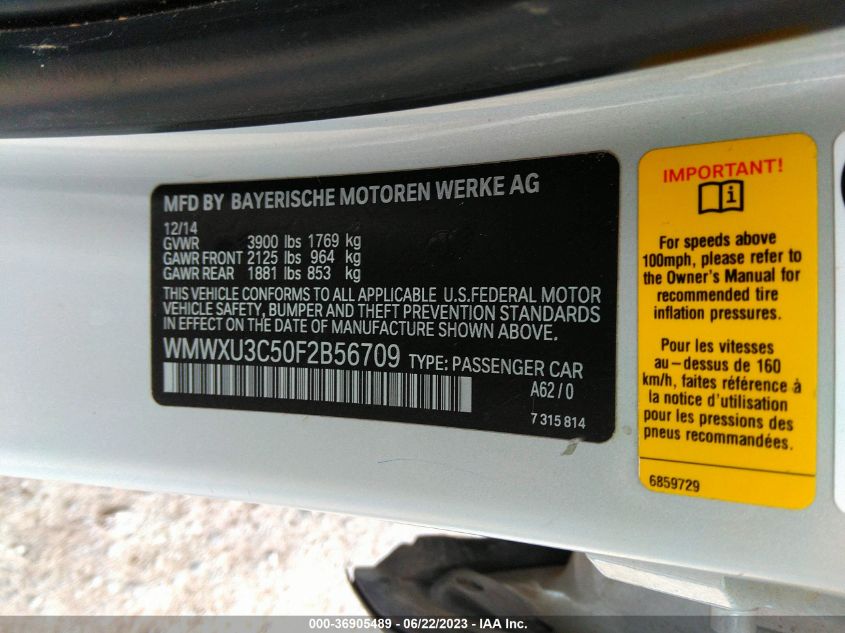 MFD BY BAYERISCHE MOTOREN WERKE AG
12/14
GVWR 3900 lbs 1769 kg
GAWR FRONT 2125 lbs 964 kg
GAWR REAR 1881 lbs 853 kg
THIS VEHICLE CONFORMS TO ALL APPLICABLE U.S.FEDERAL MOTOR
VEHICLE SAFETY, BUMPER AND THEFT PREVENTION STANDARDS
IN EFFECT ON THE DATE OF MANUFACTURE SHOWN ABOVE.
WMWXU3C50F2B56709 TYPE: PASSENGER CAR
A62/0
7 315 814
IMPORTANT!
For speeds above
100mph, please refer to
the Owner's Manual for
recommended tire
inflation pressures.
Pour les vitesses
au-dessus de 160
km/h, faites référence à
la notice d'utilisation
pour les pressions des
pneus recommandées.
6859729
000-36905489 - 06/22/2023 - IAA Inc.